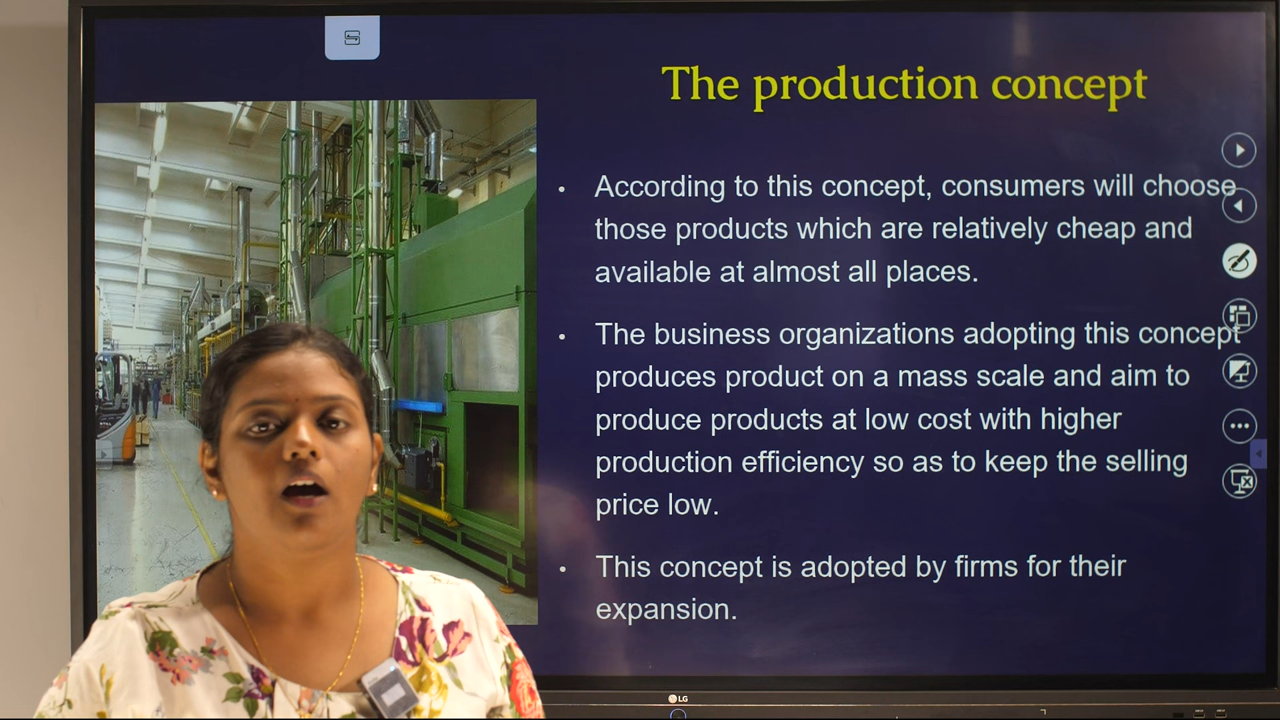 The production concept
• According to this concept, consumers will choose
those products which are relatively cheap and
available at almost all places.
• The business organizations adopting this concept
produces product on a mass scale and aim to
produce products at low cost with higher
production efficiency so as to keep the selling
price low.
• This concept is adopted by firms for their
expansion.
LG